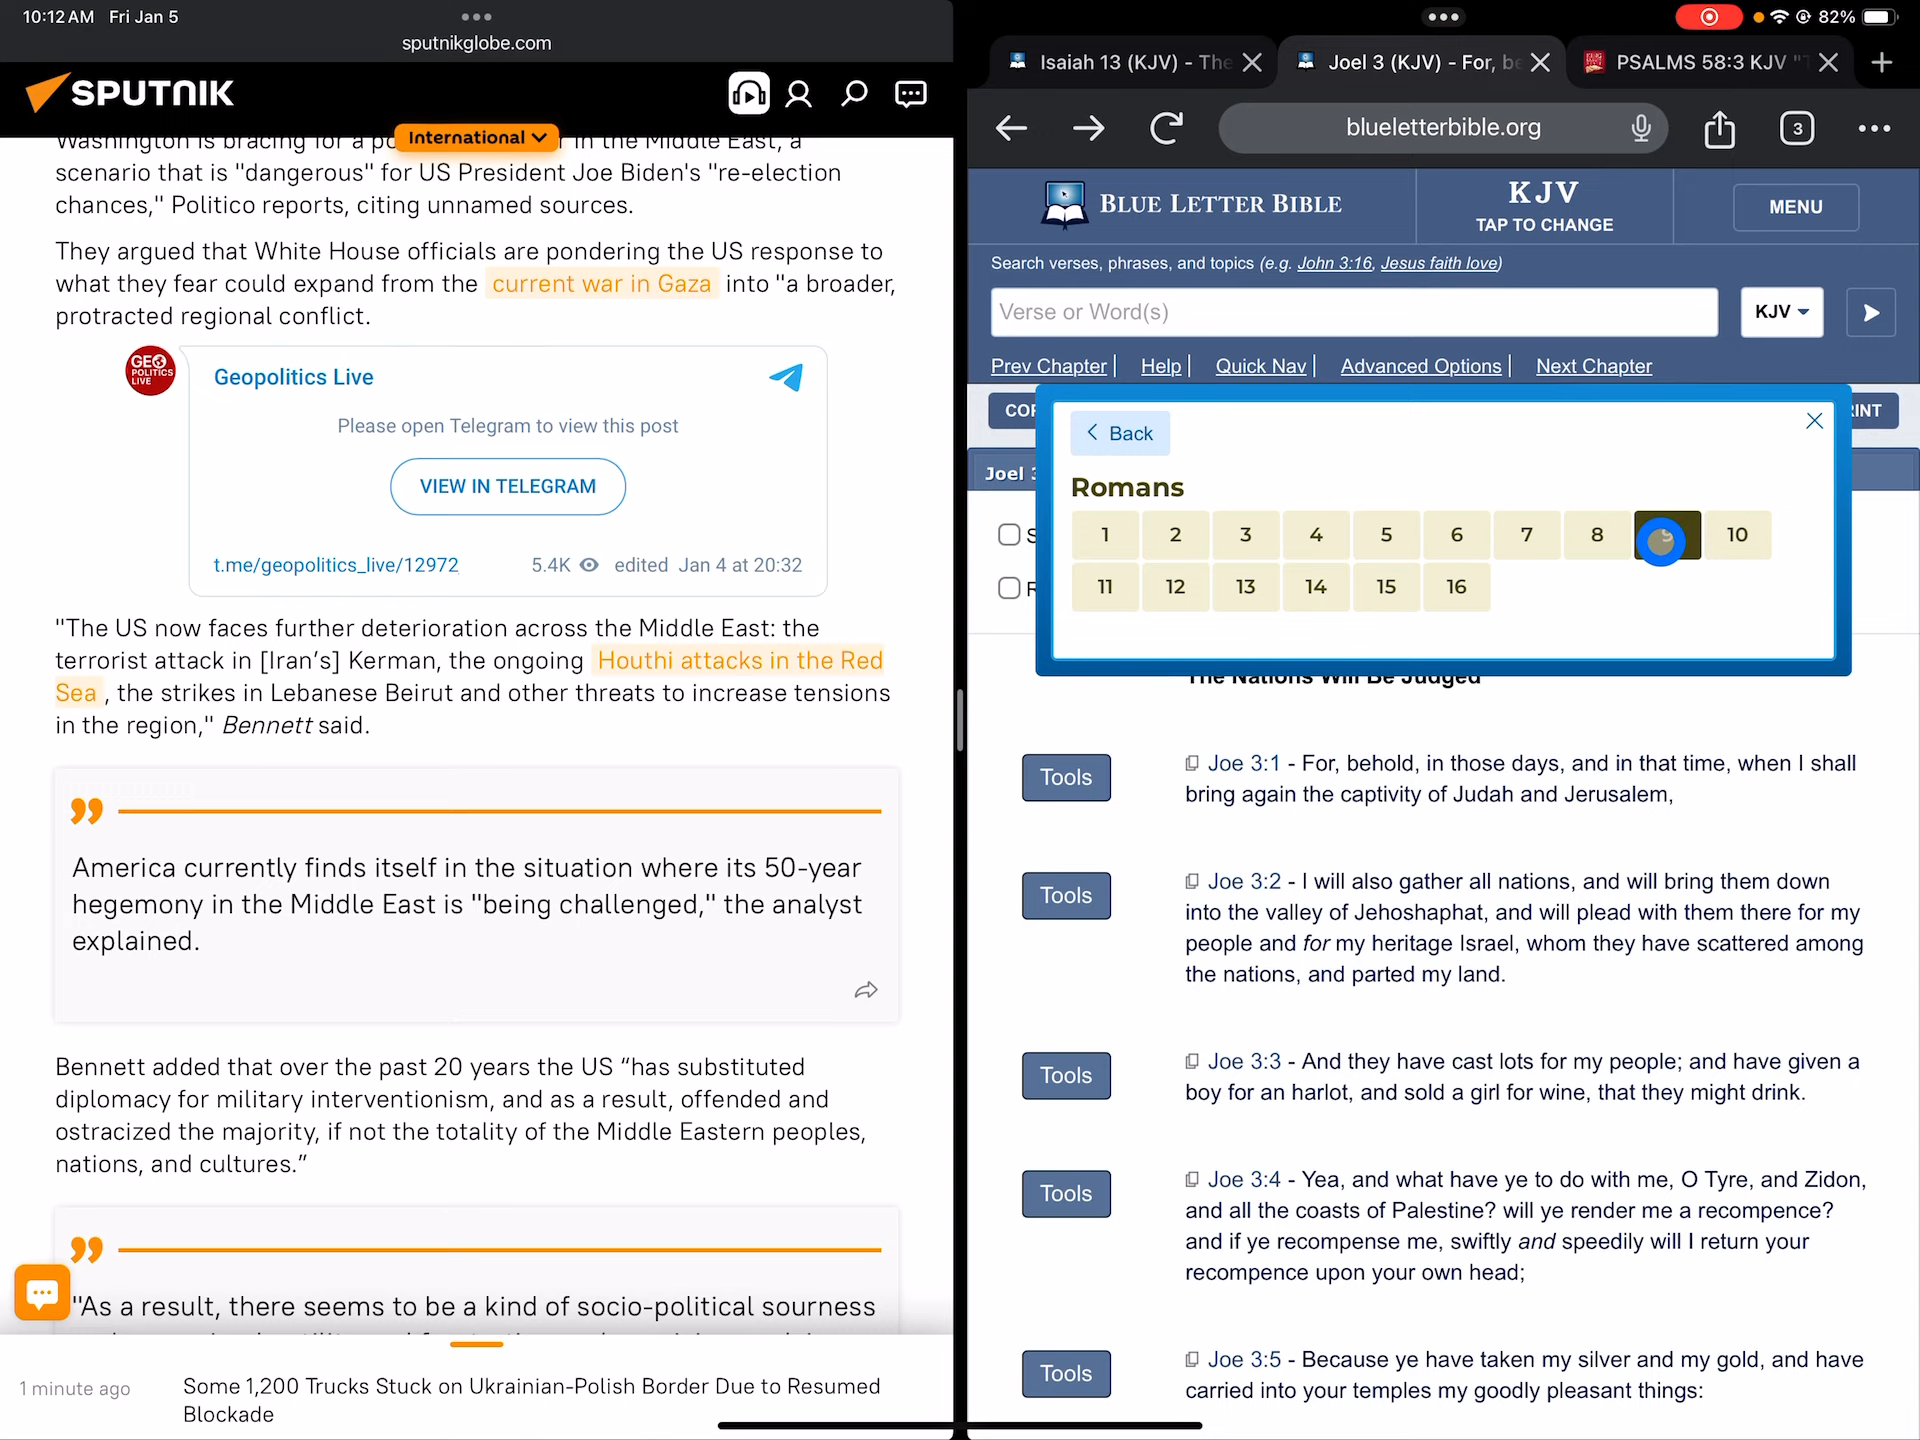 10:12 AM Fri Jan 5
sputnikglobe.com
SPUTNIK
International
Washington is bracing for a po in the Middle East, a
scenario that is "dangerous" for US President Joe Biden's "re-election
chances," Politico reports, citing unnamed sources.
They argued that White House officials are pondering the US response to
what they fear could expand from the current war in Gaza into "a broader,
protracted regional conflict.
GEO
POLITICS
LIVE
Geopolitics Live
Please open Telegram to view this post
VIEW IN TELEGRAM
t.me/geopolitics_live/12972 5.4K edited Jan 4 at 20:32
"The US now faces further deterioration across the Middle East: the
terrorist attack in [Iran’s] Kerman, the ongoing Houthi attacks in the Red
Sea , the strikes in Lebanese Beirut and other threats to increase tensions
in the region," Bennett said.
America currently finds itself in the situation where its 50-year
hegemony in the Middle East is "being challenged," the analyst
explained.
Bennett added that over the past 20 years the US “has substituted
diplomacy for military interventionism, and as a result, offended and
ostracized the majority, if not the totality of the Middle Eastern peoples,
nations, and cultures.”
"As a result, there seems to be a kind of socio-political sourness
1 minute ago
Some 1,200 Trucks Stuck on Ukrainian-Polish Border Due to Resumed
Blockade
82%
Isaiah 13 (KJV) - The
Joel 3 (KJV) - For, be
PSALMS 58:3 KJV "T
blueletterbible.org
3
BLUE LETTER BIBLE
KJV
TAP TO CHANGE
MENU
Search verses, phrases, and topics (e.g. John 3:16, Jesus faith love)
Verse or Word(s)
KJV
Prev Chapter | Help | Quick Nav | Advanced Options | Next Chapter
COP
RINT
Joel 3
S
R
Back
Romans
1 2 3 4 5 6 7 8 9 10
11 12 13 14 15 16
The Nations Will Be Judged
Tools
Joe 3:1 - For, behold, in those days, and in that time, when I shall
bring again the captivity of Judah and Jerusalem,
Tools
Joe 3:2 - I will also gather all nations, and will bring them down
into the valley of Jehoshaphat, and will plead with them there for my
people and for my heritage Israel, whom they have scattered among
the nations, and parted my land.
Tools
Joe 3:3 - And they have cast lots for my people; and have given a
boy for an harlot, and sold a girl for wine, that they might drink.
Tools
Joe 3:4 - Yea, and what have ye to do with me, O Tyre, and Zidon,
and all the coasts of Palestine? will ye render me a recompence?
and if ye recompense me, swiftly and speedily will I return your
recompence upon your own head;
Tools
Joe 3:5 - Because ye have taken my silver and my gold, and have
carried into your temples my goodly pleasant things: